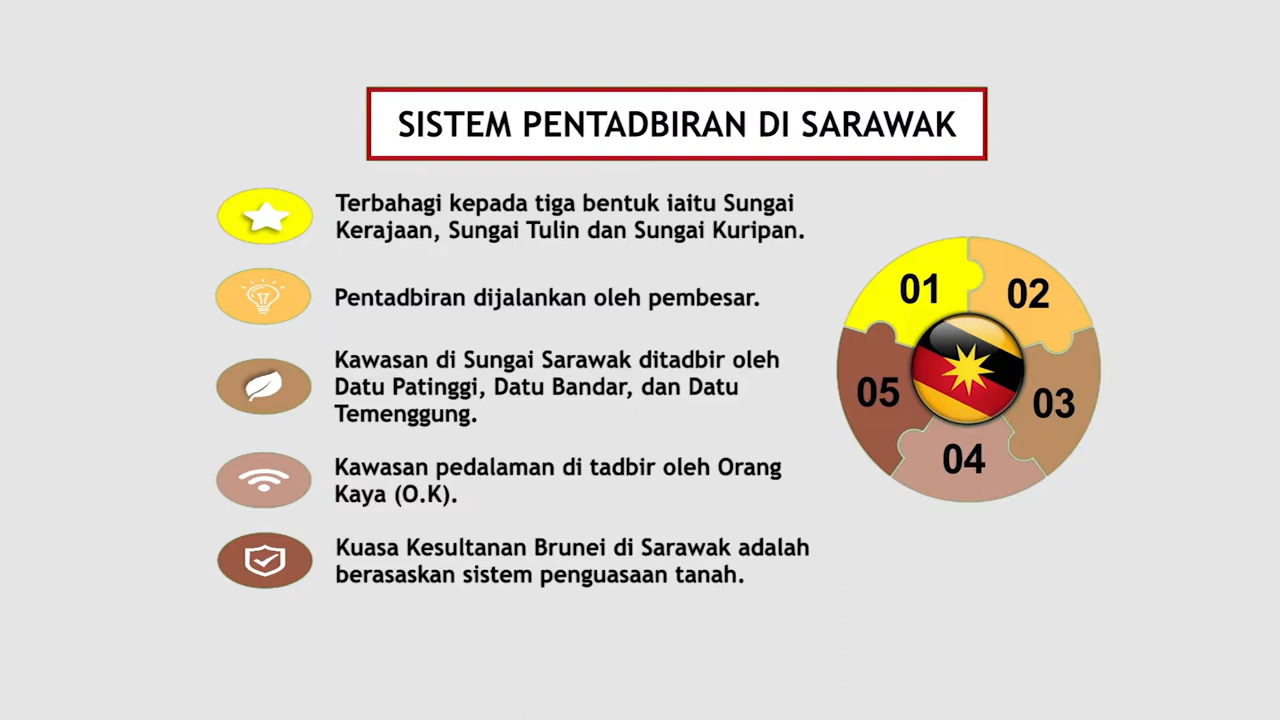 SISTEM PENTADBIRAN DI SARAWAK
Terbahagi kepada tiga bentuk iaitu Sungai
Kerajaan, Sungai Tulin dan Sungai Kuripan.
Pentadbiran dijalankan oleh pembesar.
Kawasan di Sungai Sarawak ditadbir oleh
Datu Patinggi, Datu Bandar, dan Datu
Temenggung.
Kawasan pedalaman di tadbir oleh Orang
Kaya (O.K).
Kuasa Kesultanan Brunei di Sarawak adalah
berasaskan sistem penguasaan tanah.
01
02
03
04
05